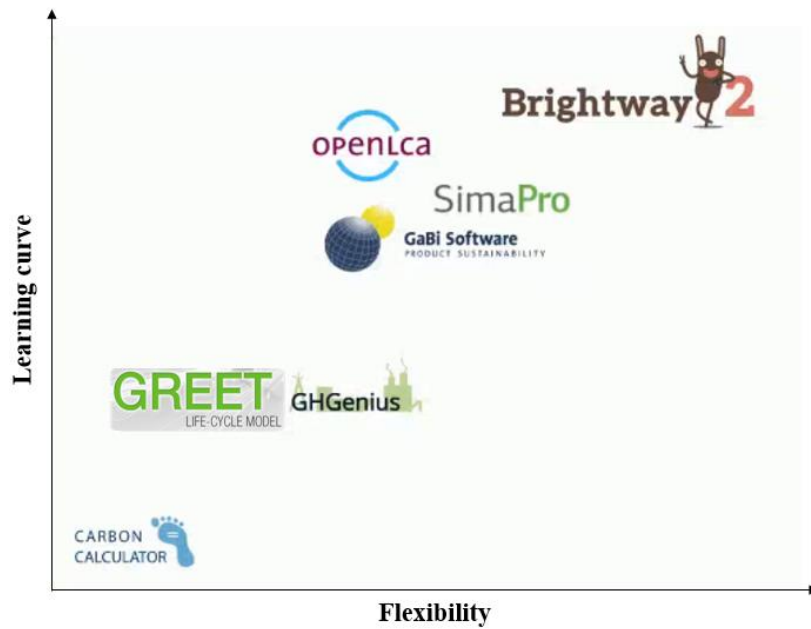 Brightway2
openLCA
SimaPro
GaBi Software
PRODUCT SUSTAINABILITY
Learning curve
GREET
LIFE-CYCLE MODEL
GHGenius
CARBON
CALCULATOR
Flexibility